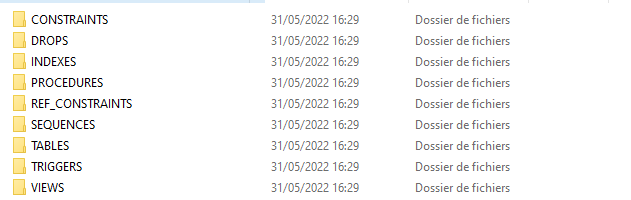 CONSTRAINTS 31/05/2022 16:29 Dossier de fichiers
DROPS 31/05/2022 16:29 Dossier de fichiers
INDEXES 31/05/2022 16:29 Dossier de fichiers
PROCEDURES 31/05/2022 16:29 Dossier de fichiers
REF_CONSTRAINTS 31/05/2022 16:29 Dossier de fichiers
SEQUENCES 31/05/2022 16:29 Dossier de fichiers
TABLES 31/05/2022 16:29 Dossier de fichiers
TRIGGERS 31/05/2022 16:29 Dossier de fichiers
VIEWS 31/05/2022 16:29 Dossier de fichiers